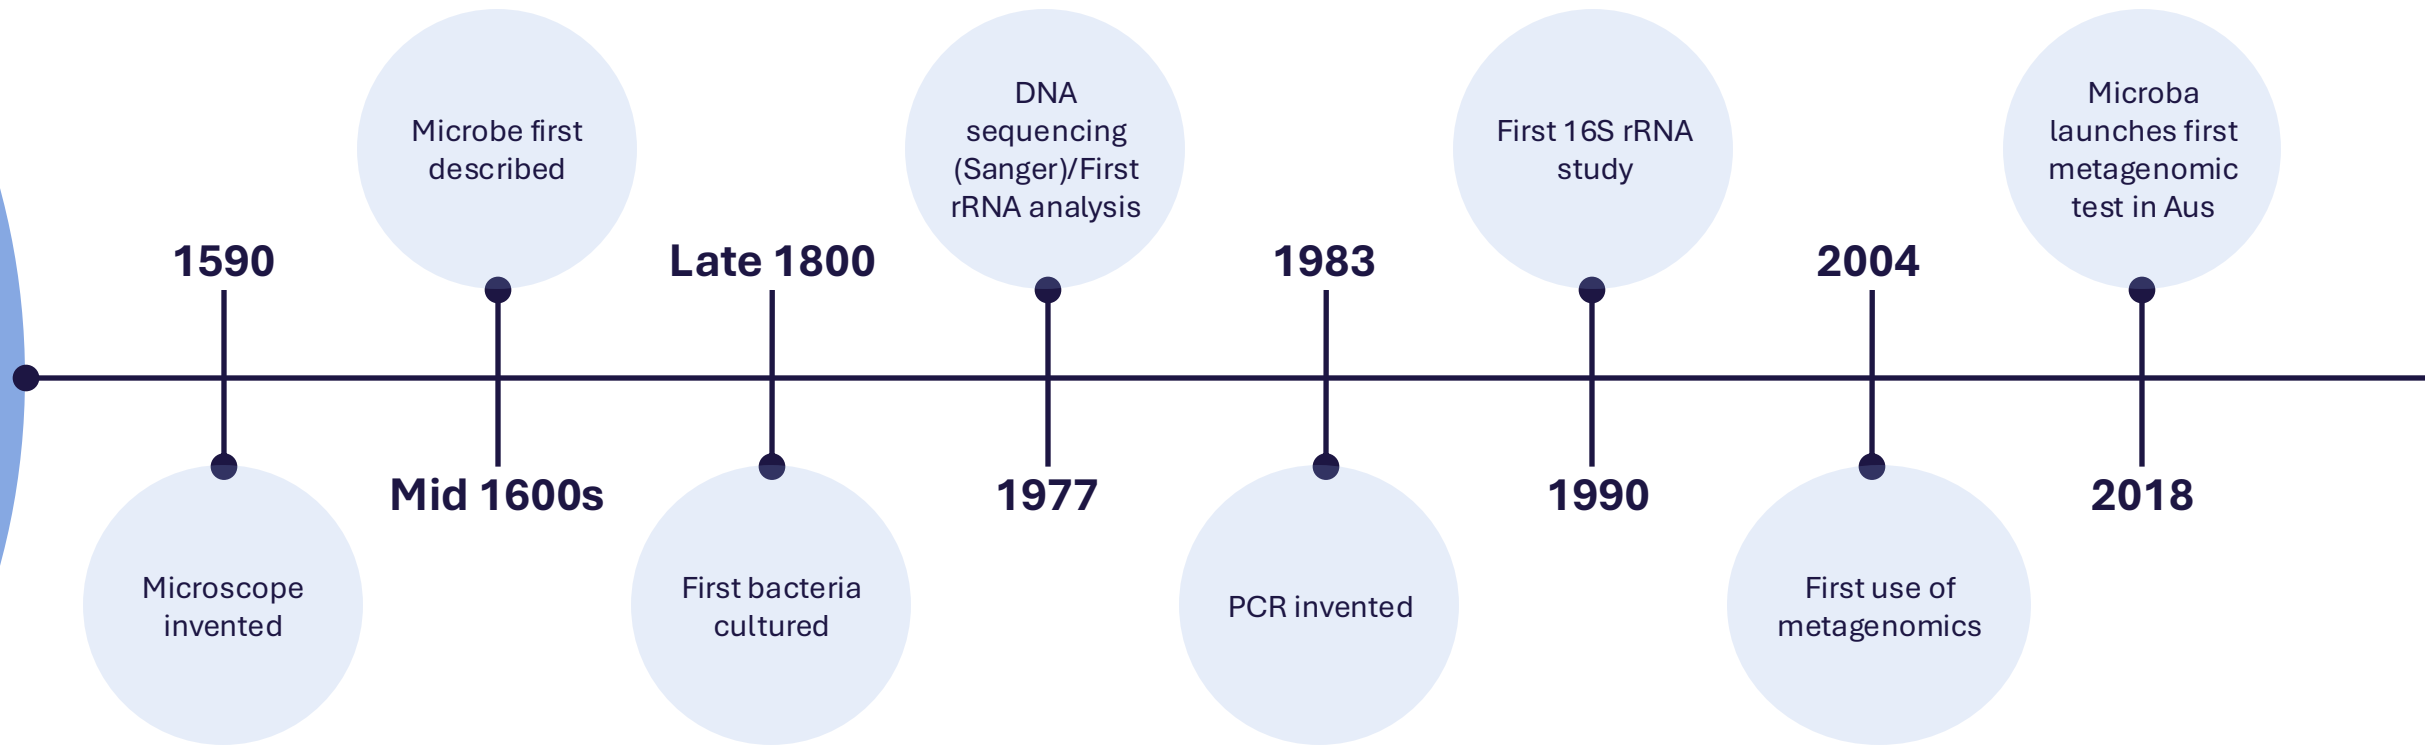 1590
Microscope
invented
Microbe first
described
Mid 1600s
Late 1800
First bacteria
cultured
DNA
sequencing
(Sanger)/First
rRNA analysis
1977
1983
PCR invented
First 16S rRNA
study
1990
2004
First use of
metagenomics
Microba
launches first
metagenomic
test in Aus
2018